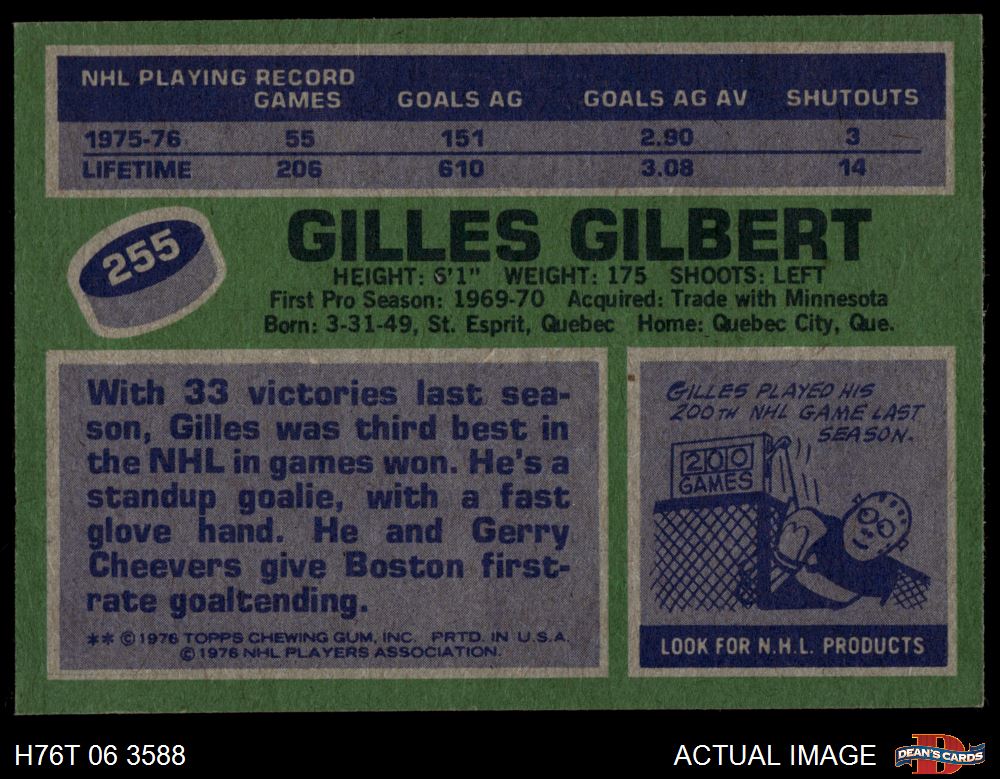 NHL PLAYING RECORD
GAMES GOALS AG GOALS AG AV SHUTOUTS
1975-76 55 151 2.90 3
LIFETIME 206 610 3.08 14
255
GILLES GILBERT
HEIGHT: 6'1" WEIGHT: 175 SHOOTS: LEFT
First Pro Season: 1969-70 Acquired: Trade with Minnesota
Born: 3-31-49, St. Esprit, Quebec Home: Quebec City, Que.
With 33 victories last sea-
son, Gilles was third best in
the NHL in games won. He's a
standup goalie, with a fast
glove hand. He and Gerry
Cheevers give Boston first-
rate goaltending.
** © 1976 TOPPS CHEWING GUM, INC. PRTD. IN U.S.A.
© 1976 NHL PLAYERS ASSOCIATION.
GILLES PLAYED HIS
200TH NHL GAME LAST
SEASON.
200
GAMES
LOOK FOR N.H.L. PRODUCTS
H76T 06 3588
ACTUAL IMAGE
DEAN'S CARDS